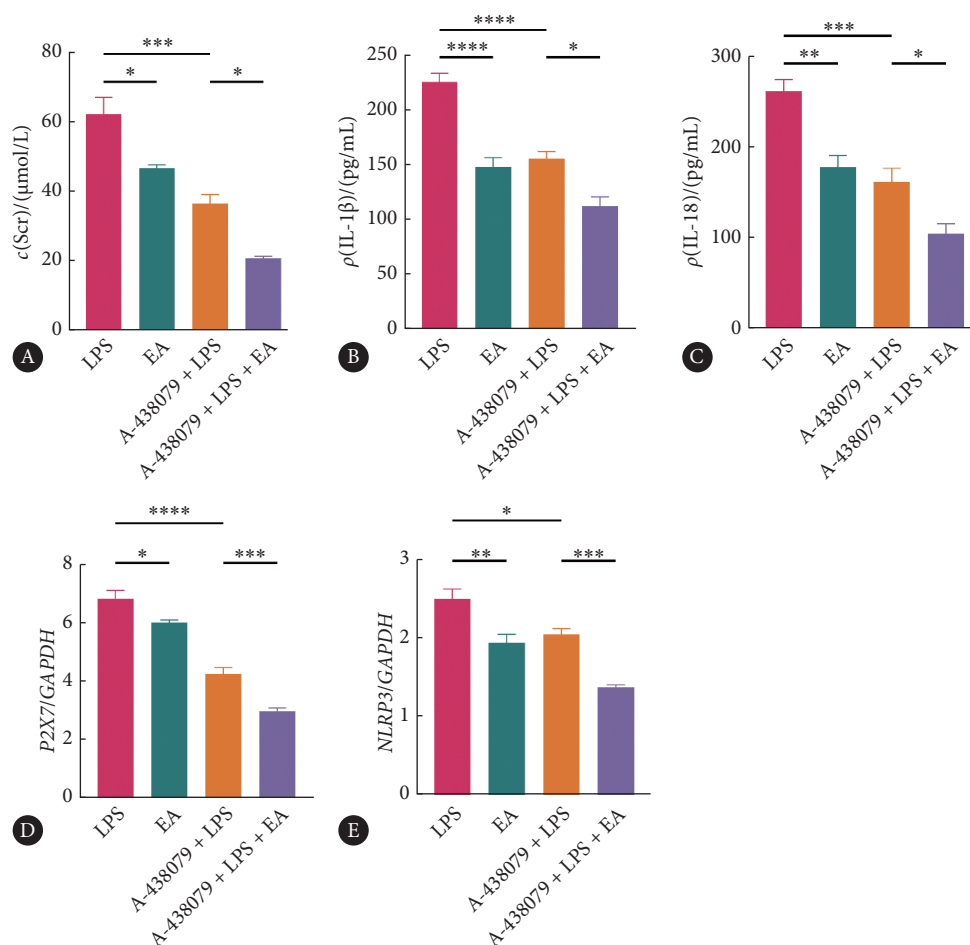 ***
*
*
c(Scr)/(μmol/L)
80
60
40
20
0
LPS
EA
A-438079 + LPS
A-438079 + LPS + EA
A
****
****
*
ρ(IL-1β)/(pg/mL)
250
200
150
100
50
0
LPS
EA
A-438079 + LPS
A-438079 + LPS + EA
B
***
**
*
ρ(IL-18)/(pg/mL)
300
200
100
0
LPS
EA
A-438079 + LPS
A-438079 + LPS + EA
C
****
*
***
P2X7/GAPDH
8
6
4
2
0
LPS
EA
A-438079 + LPS
A-438079 + LPS + EA
D
*
**
***
NLRP3/GAPDH
3
2
1
0
LPS
EA
A-438079 + LPS
A-438079 + LPS + EA
E